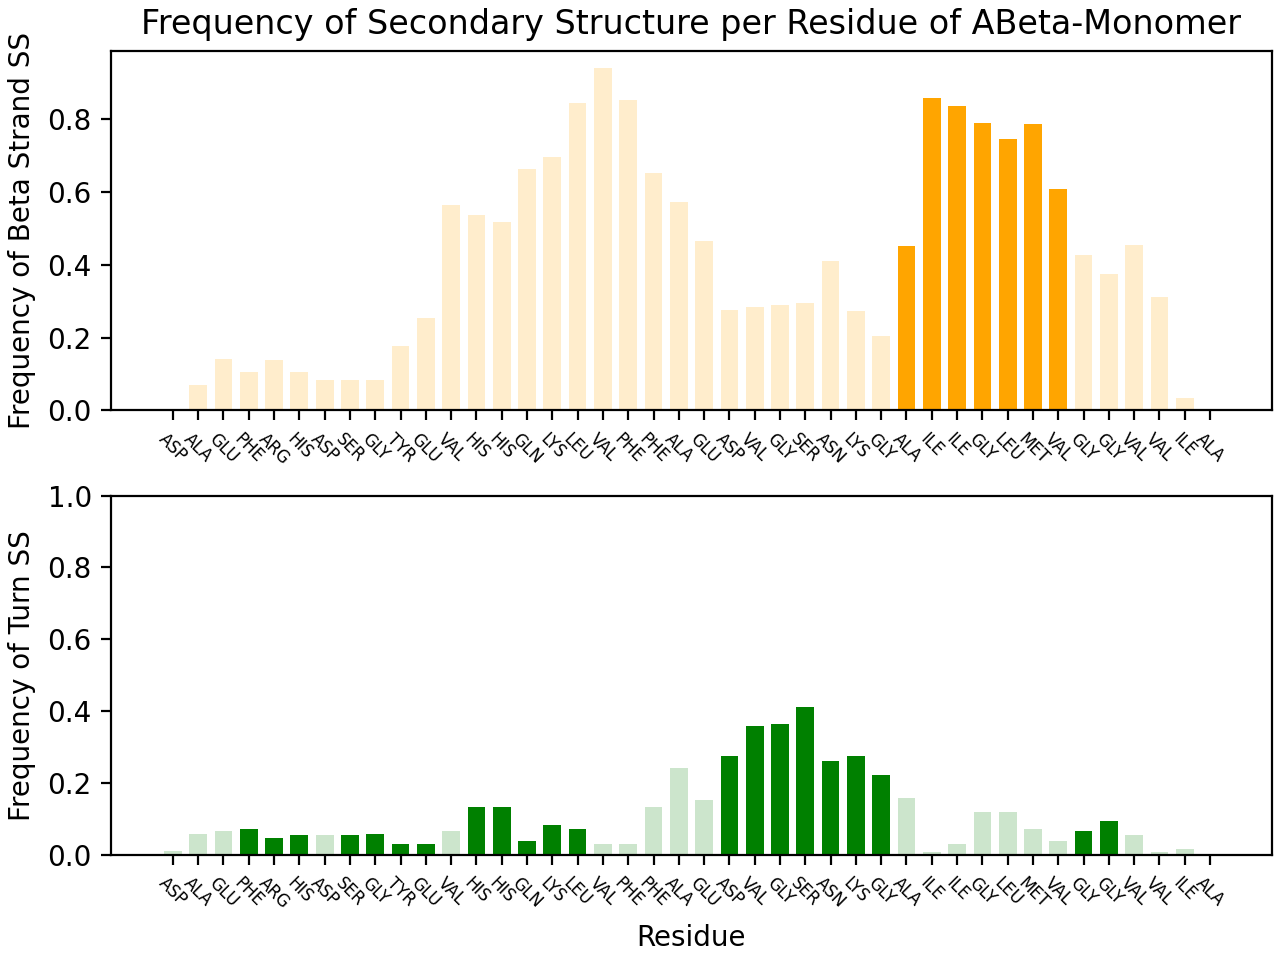 Frequency of Secondary Structure per Residue of ABeta-Monomer
Frequency of Beta Strand SS
0.8
0.6
0.4
0.2
0.0
ASP ALA GLU PHE ARG HIS ASP SER GLY TYR GLU VAL HIS HIS GLN LYS LEU VAL PHE PHE ALA GLU ASP VAL GLY SER ASN LYS GLY ALA ILE ILE GLY LEU MET VAL GLY GLY VAL VAL ILE ALA
Frequency of Turn SS
1.0
0.8
0.6
0.4
0.2
0.0
ASP ALA GLU PHE ARG HIS ASP SER GLY TYR GLU VAL HIS HIS GLN LYS LEU VAL PHE PHE ALA GLU ASP VAL GLY SER ASN LYS GLY ALA ILE ILE GLY LEU MET VAL GLY GLY VAL VAL ILE ALA
Residue